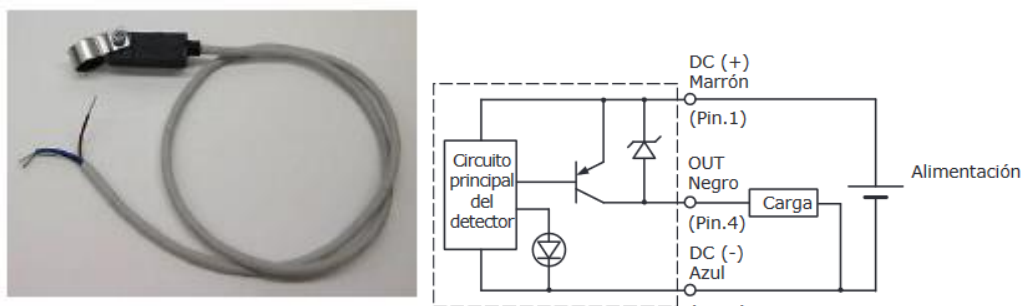 DC (+)
Marrón
(Pin.1)
Circuito
principal
del
detector
OUT
Negro
Carga
(Pin.4)
Alimentación
DC (-)
Azul